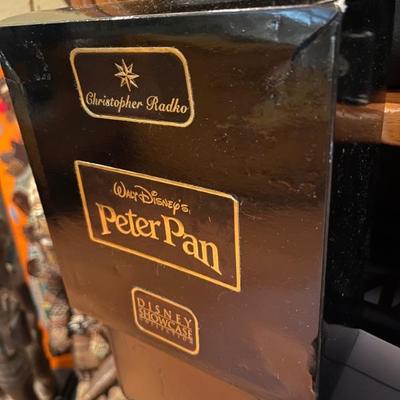 Christopher Radko
WALT DISNEY'S
Peter Pan
DISNEY
SHOWCASE
COLLECTION